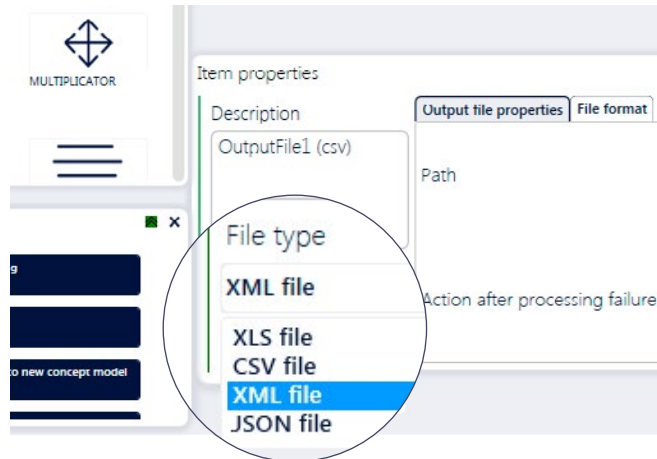 MULTIPLICATOR
Item properties
Description
OutputFile1 (csv)
Output file properties
File format
Path
File type
XML file
Action after processing failure
XLS file
CSV file
XML file
JSON file
g
o new concept model